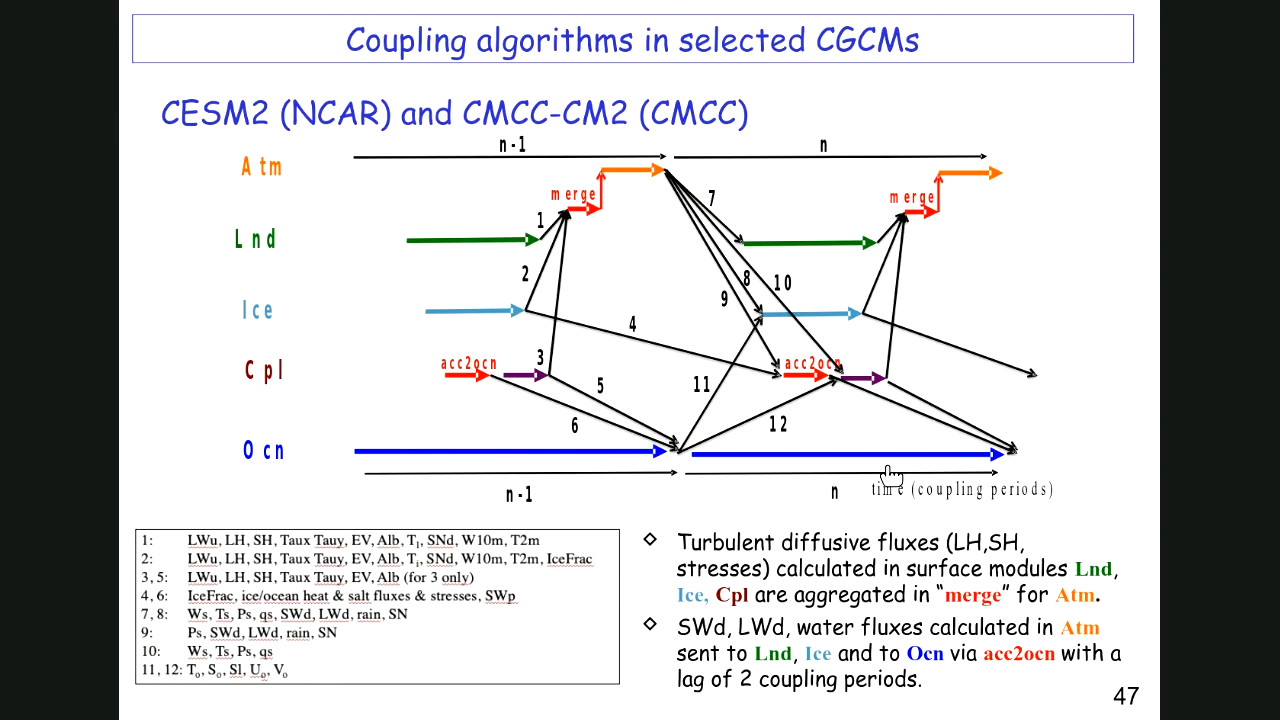 Coupling algorithms in selected CGCMs
CESM2 (NCAR) and CMCC-CM2 (CMCC)
n-1
n
Atm
merge
merge
7
1
Lnd
2
8
10
9
Ice
4
3
acc2ocn
acc2ocn
Cpl
5
11
6
12
Ocn
n-1
n
time (coupling periods)
1: LWu, LH, SH, Taux Tauy, EV, Alb, Ti, SNd, W10m, T2m
2: LWu, LH, SH, Taux Tauy, EV, Alb, Ti, SNd, W10m, T2m, IceFrac
3, 5: LWu, LH, SH, Taux Tauy, EV, Alb (for 3 only)
4, 6: IceFrac, ice/ocean heat & salt fluxes & stresses, SWp
7, 8: Ws, Ts, Ps, qs, SWd, LWd, rain, SN
9: Ps, SWd, LWd, rain, SN
10: Ws, Ts, Ps, qs
11, 12: To, So, Sl, Uo, Vo
◊ Turbulent diffusive fluxes (LH,SH,
stresses) calculated in surface modules Lnd,
Ice, Cpl are aggregated in “merge” for Atm.
◊ SWd, LWd, water fluxes calculated in Atm
sent to Lnd, Ice and to Ocn via acc2ocn with a
lag of 2 coupling periods.
47